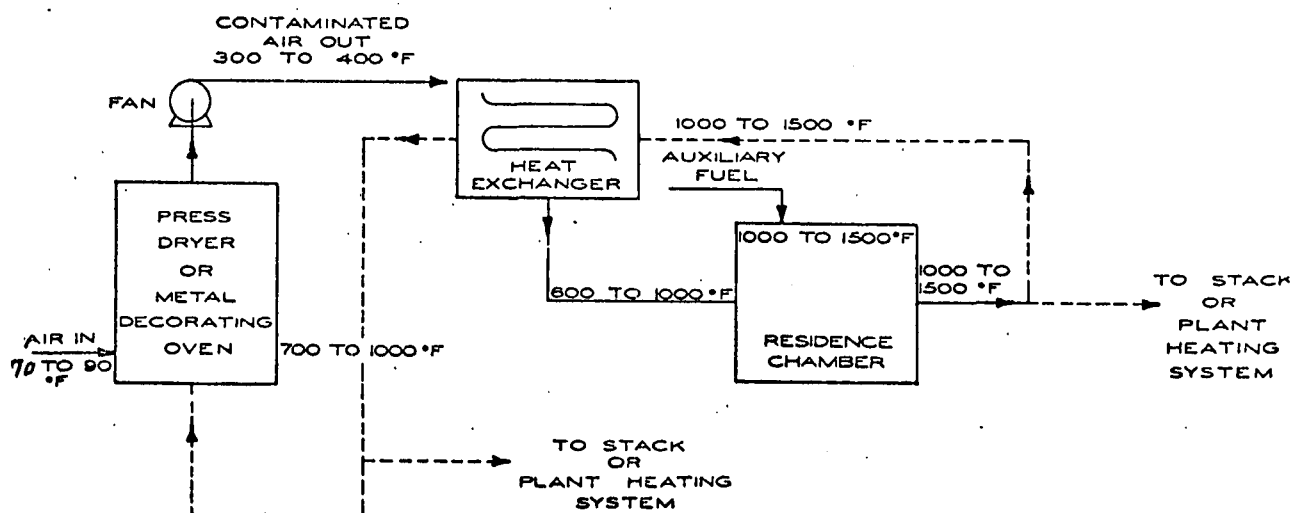 CONTAMINATED
AIR OUT
300 TO 400 °F
FAN
1000 TO 1500 °F
HEAT
EXCHANGER
AUXILIARY
FUEL
PRESS
DRYER
OR
METAL
DECORATING
OVEN
1000 TO 1500°F
1000 TO
1500 °F
600 TO 1000°F
RESIDENCE
CHAMBER
TO STACK
OR
PLANT
HEATING
SYSTEM
AIR IN
70 TO 90
°F
700 TO 1000°F
TO STACK
OR
PLANT HEATING
SYSTEM